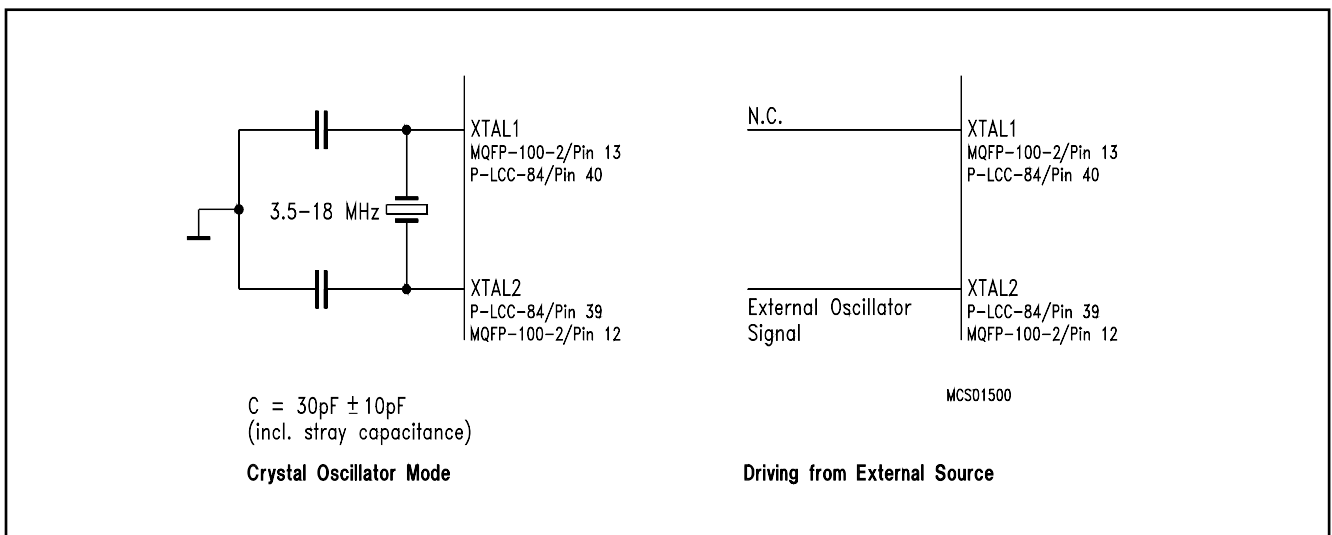 XTAL1
MQFP-100-2/Pin 13
P-LCC-84/Pin 40
3.5-18 MHz
XTAL2
P-LCC-84/Pin 39
MQFP-100-2/Pin 12
C = 30pF ± 10pF
(incl. stray capacitance)
Crystal Oscillator Mode
N.C.
XTAL1
MQFP-100-2/Pin 13
P-LCC-84/Pin 40
External Oscillator
Signal
XTAL2
P-LCC-84/Pin 39
MQFP-100-2/Pin 12
MCS01500
Driving from External Source